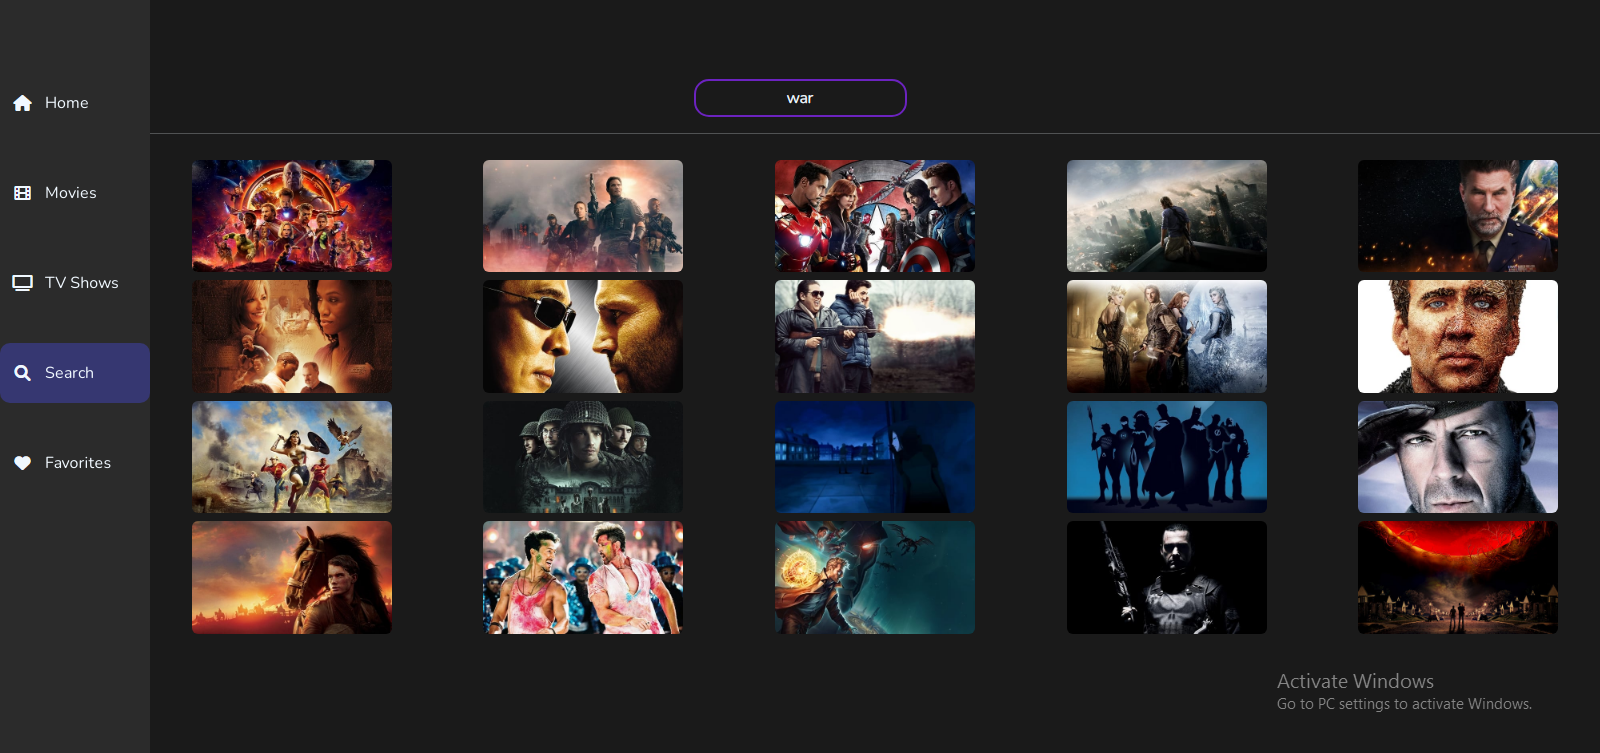 war
Home
Movies
TV Shows
Search
Favorites
Activate Windows
Go to PC settings to activate Windows.